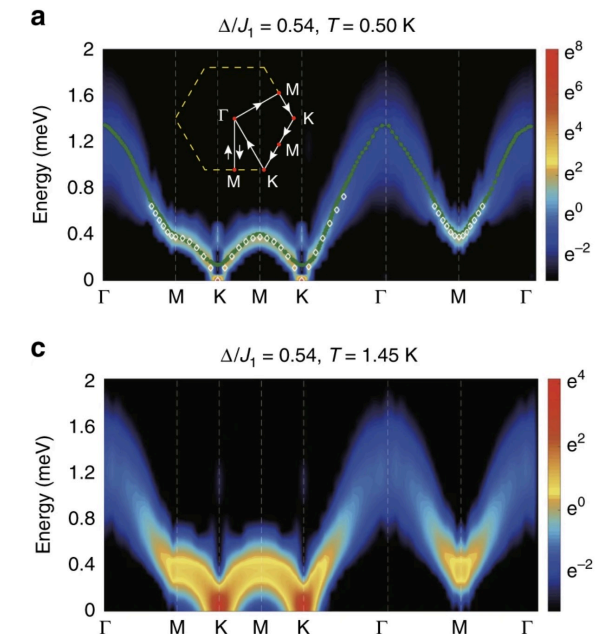 a
Δ/J₁ = 0.54, T = 0.50 K
2
1.6
1.2
0.8
0.4
0
Energy (meV)
Γ
M
K
M
K
M
e⁸
e⁶
e⁴
e²
e⁰
e⁻²
Γ M K M K Γ M Γ
c
Δ/J₁ = 0.54, T = 1.45 K
2
1.6
1.2
0.8
0.4
0
Energy (meV)
e⁴
e²
e⁰
e⁻²
Γ M K M K Γ M Γ